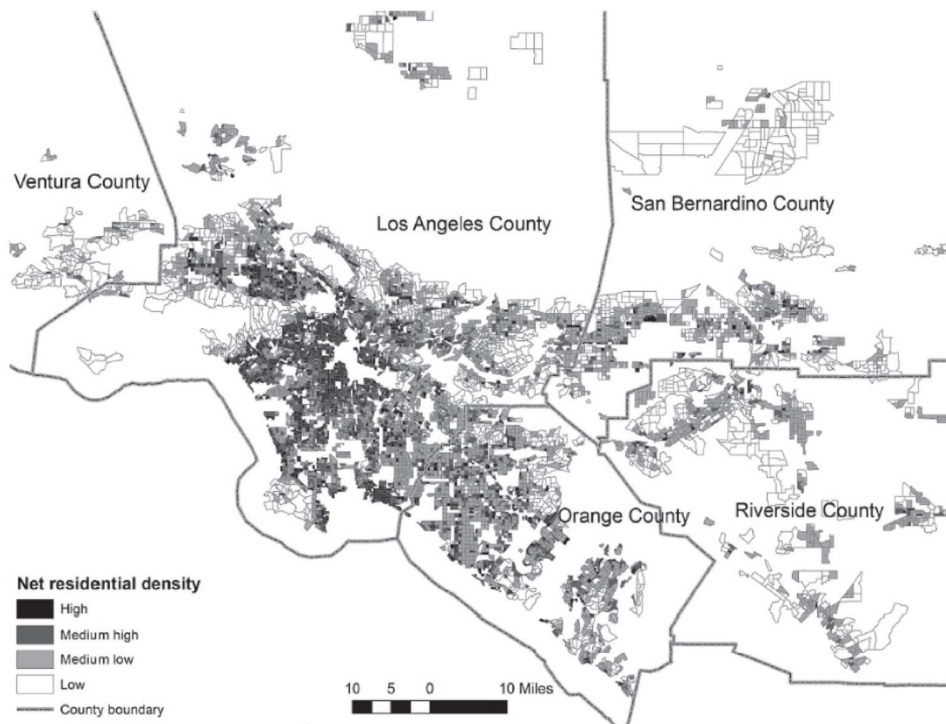 Ventura County
Los Angeles County
San Bernardino County
Orange County
Riverside County
Net residential density
High
Medium high
Medium low
Low
County boundary
10 5 0 10 Miles